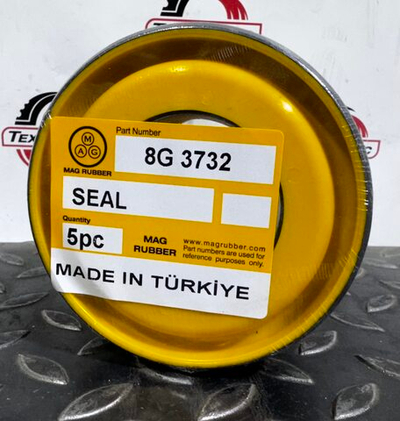 Part Number
8G 3732
M
A G
MAG RUBBER
SEAL
Quantity
5pc
MAG
RUBBER
www.magrubber.com
Part numbers are used for
reference purposes only.
MADE IN TÜRKİYE